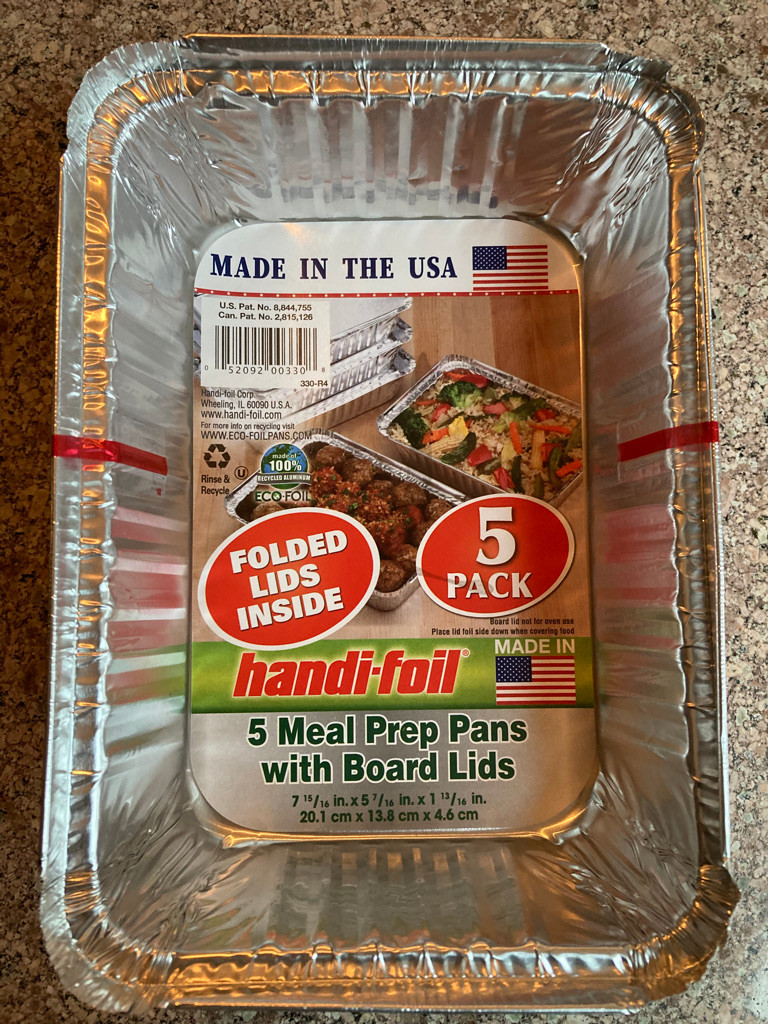 MADE IN THE USA
U.S. Pat. No. 8,844,755
Can. Pat. No. 2,815,126
0 52092 00330 8
330-R4
Handi-foil Corp.
Wheeling, IL 60090 U.S.A.
www.handi-foil.com
For more info on recycling visit
WWW.ECO-FOILPANS.COM
Rinse &
Recycle
U
made of
100%
RECYCLED ALUMINUM
ECO-FOIL
FOLDED
LIDS
INSIDE
5
PACK
Board lid not for oven use
Place lid foil side down when covering food
handi-foil®
MADE IN
5 Meal Prep Pans
with Board Lids
7 15/16 in. x 5 7/16 in. x 1 13/16 in.
20.1 cm x 13.8 cm x 4.6 cm